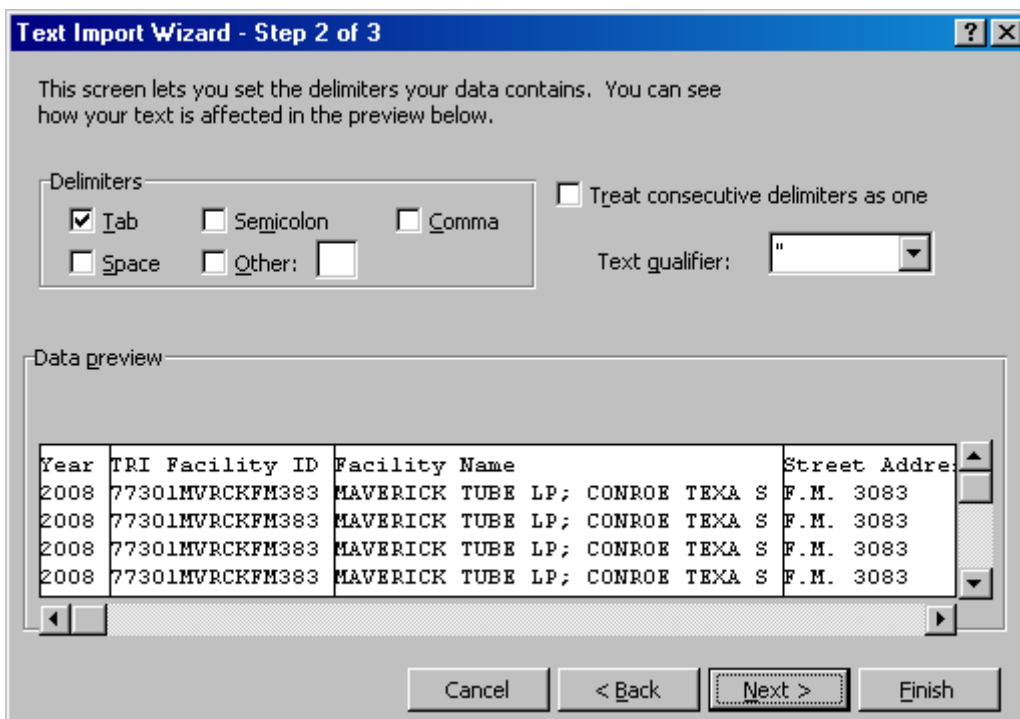 Text Import Wizard - Step 2 of 3
This screen lets you set the delimiters your data contains. You can see
how your text is affected in the preview below.
Delimiters
Tab Semicolon Comma
Space Other:
Treat consecutive delimiters as one
Text qualifier: "
Data preview
Year TRI Facility ID Facility Name Street Addre
2008 77301MVRCKFM383 MAVERICK TUBE LP; CONROE TEXA S F.M. 3083
2008 77301MVRCKFM383 MAVERICK TUBE LP; CONROE TEXA S F.M. 3083
2008 77301MVRCKFM383 MAVERICK TUBE LP; CONROE TEXA S F.M. 3083
2008 77301MVRCKFM383 MAVERICK TUBE LP; CONROE TEXA S F.M. 3083
Cancel < Back Next > Finish